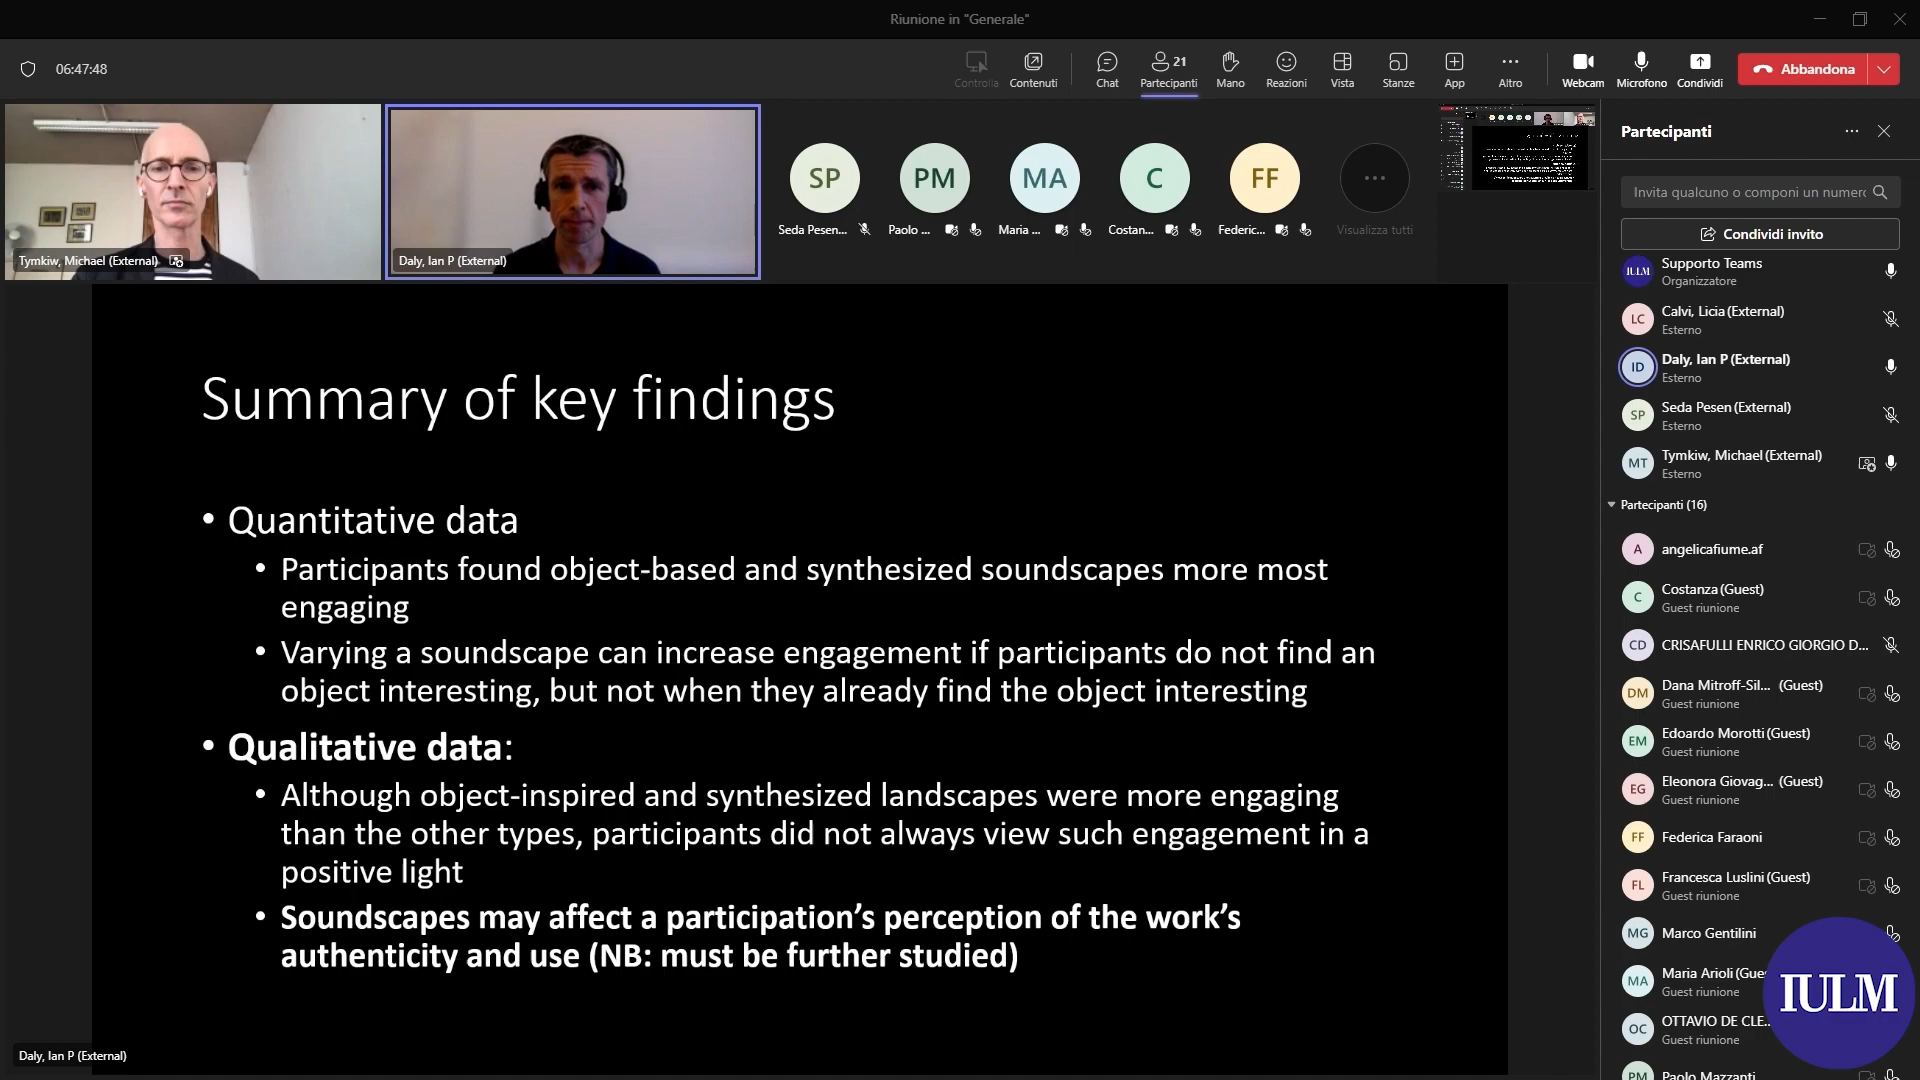 Riunione in "Generale"
06:47:48
Controlla
Contenuti
Chat
21
Partecipanti
Mano
Reazioni
Vista
Stanze
App
Altro
Webcam
Microfono
Condividi
Abbandona
Tymkiw, Michael (External)
Daly, Ian P (External)
SP
Seda Pesen...
PM
Paolo ...
MA
Maria ...
C
Costan...
FF
Federic...
Visualizza tutti
Summary of key findings
• Quantitative data
• Participants found object-based and synthesized soundscapes more most
engaging
• Varying a soundscape can increase engagement if participants do not find an
object interesting, but not when they already find the object interesting
• Qualitative data:
• Although object-inspired and synthesized landscapes were more engaging
than the other types, participants did not always view such engagement in a
positive light
• Soundscapes may affect a participation’s perception of the work’s
authenticity and use (NB: must be further studied)
Daly, Ian P (External)
Partecipanti
Invita qualcuno o componi un numero
Condividi invito
IULM
Supporto Teams
Organizzatore
LC
Calvi, Licia (External)
Esterno
ID
Daly, Ian P (External)
Esterno
SP
Seda Pesen (External)
Esterno
MT
Tymkiw, Michael (External)
Esterno
Partecipanti (16)
A
angelicafiume.af
C
Costanza (Guest)
Guest riunione
CD
CRISAFULLI ENRICO GIORGIO D...
DM
Dana Mitroff-Sil... (Guest)
Guest riunione
EM
Edoardo Morotti (Guest)
Guest riunione
EG
Eleonora Giovag... (Guest)
Guest riunione
FF
Federica Faraoni
FL
Francesca Luslini (Guest)
Guest riunione
MG
Marco Gentilini
MA
Maria Arioli (Gue
Guest riunione
OC
OTTAVIO DE CLE...
Guest riunione
PM
Paolo Mazzanti
IULM